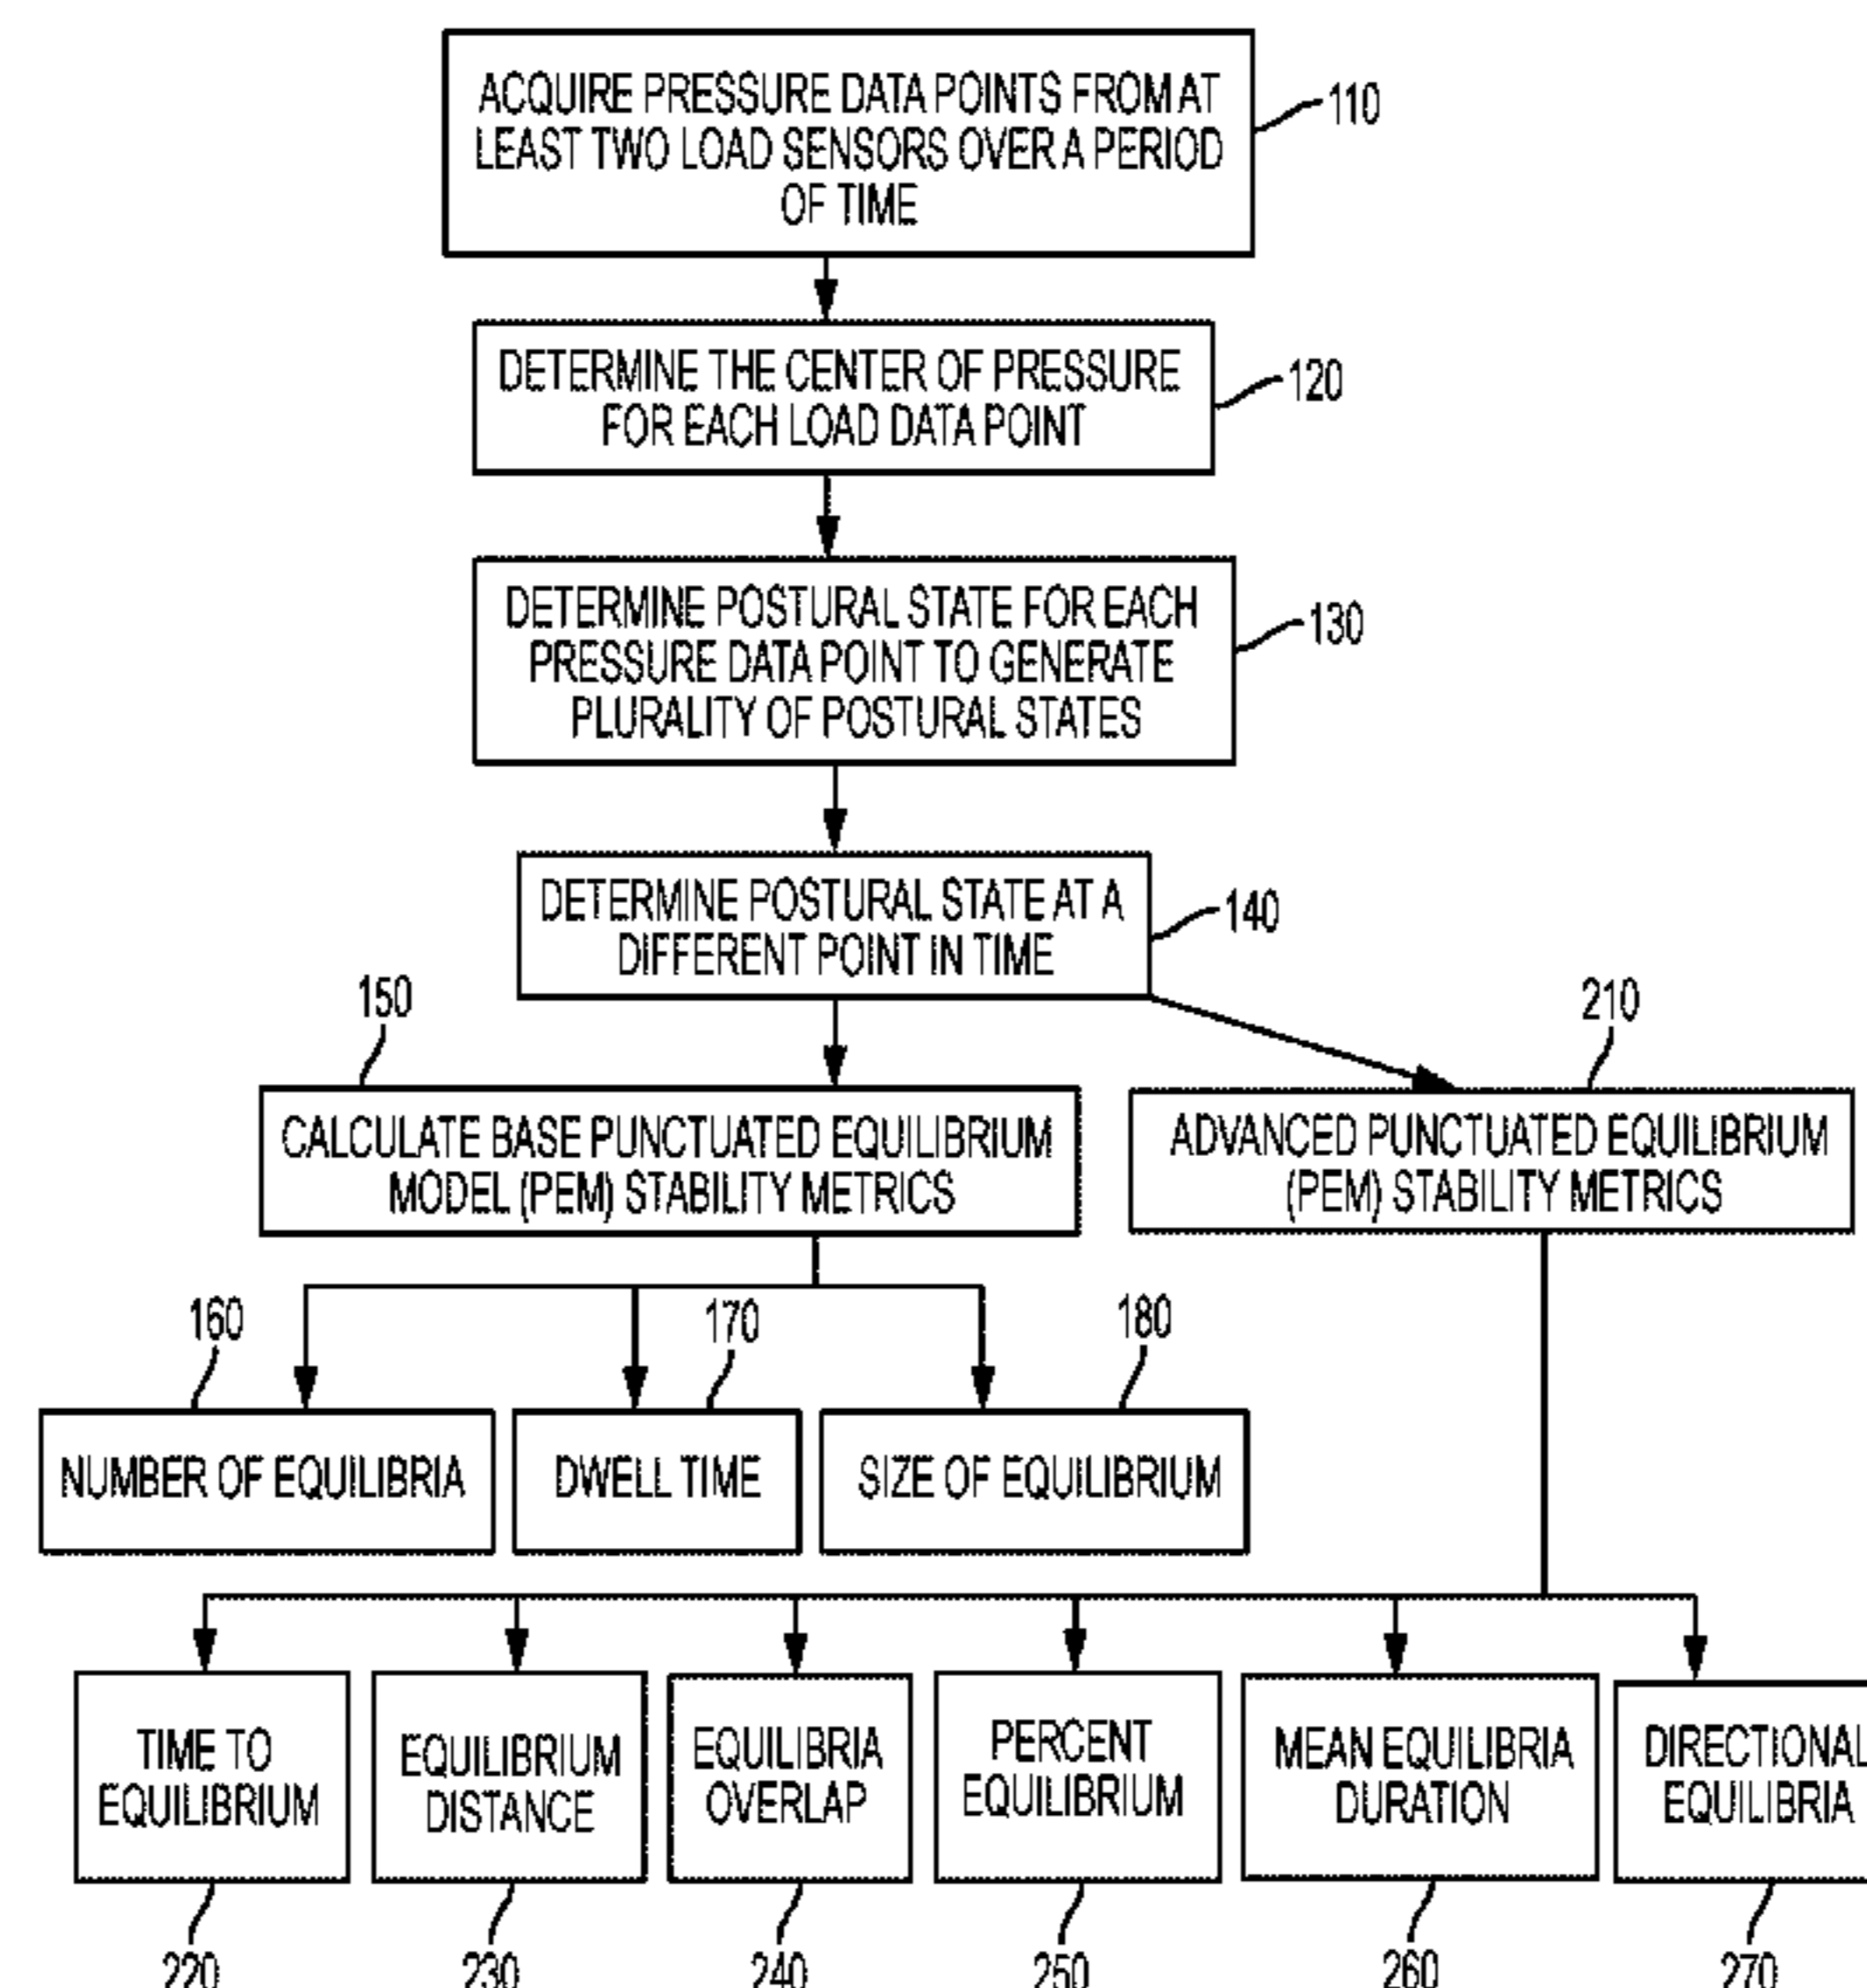 ACQUIRE PRESSURE DATA POINTS FROM AT
LEAST TWO LOAD SENSORS OVER A PERIOD
OF TIME
110
DETERMINE THE CENTER OF PRESSURE
FOR EACH LOAD DATA POINT
120
DETERMINE POSTURAL STATE FOR EACH
PRESSURE DATA POINT TO GENERATE
PLURALITY OF POSTURAL STATES
130
DETERMINE POSTURAL STATE AT A
DIFFERENT POINT IN TIME
140
150
210
CALCULATE BASE PUNCTUATED EQUILIBRIUM
MODEL (PEM) STABILITY METRICS
ADVANCED PUNCTUATED EQUILIBRIUM
(PEM) STABILITY METRICS
160
170
180
NUMBER OF EQUILIBRIA
DWELL TIME
SIZE OF EQUILIBRIUM
TIME TO
EQUILIBRIUM
EQUILIBRIUM
DISTANCE
EQUILIBRIA
OVERLAP
PERCENT
EQUILIBRIUM
MEAN EQUILIBRIA
DURATION
DIRECTIONAL
EQUILIBRIA
220
230
240
250
260
270